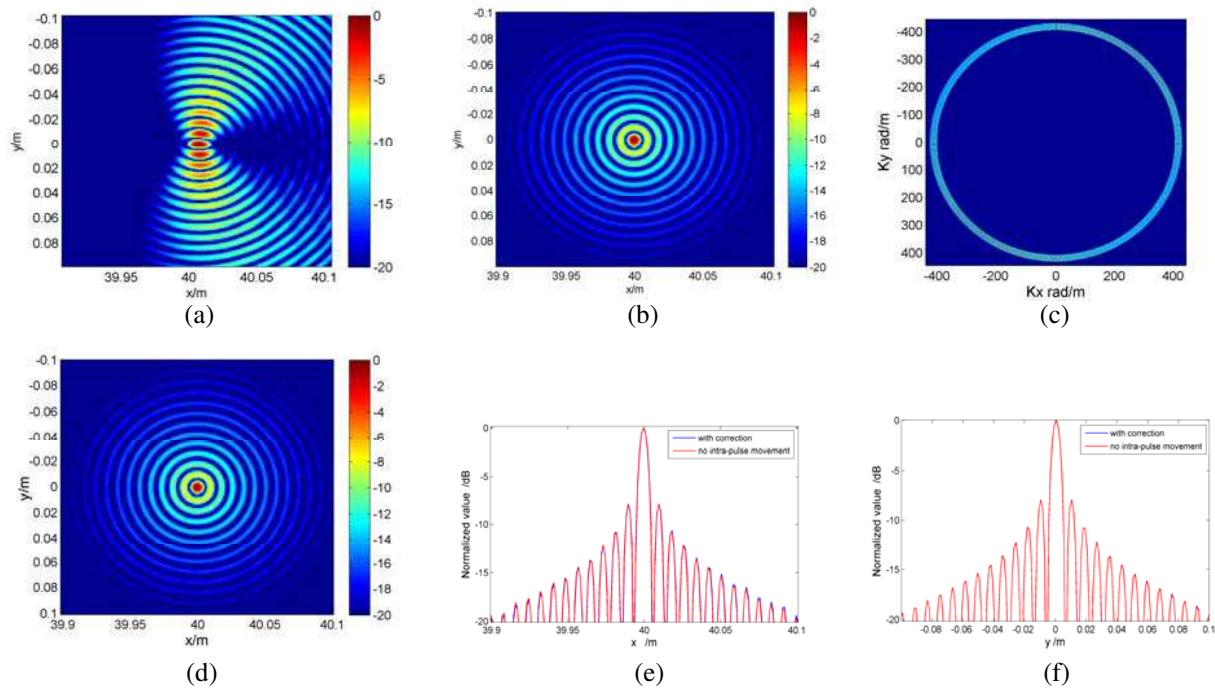 -0.1
-0.08
-0.06
-0.04
-0.02
0
0.02
0.04
0.06
0.08
y/m
39.95 40 40.05 40.1
x/m
0
-5
-10
-15
-20
(a)
-0.1
-0.08
-0.06
-0.04
-0.02
0
0.02
0.04
0.06
0.08
y/m
39.9 39.95 40 40.05 40.1
x/m
0
-2
-4
-6
-8
-10
-12
-14
-16
-18
-20
(b)
-400
-300
-200
-100
0
100
200
300
400
Ky rad/m
-400 -200 0 200 400
Kx rad/m
(c)
-0.1
-0.08
-0.06
-0.04
-0.02
0
0.02
0.04
0.06
0.08
0.1
y/m
39.9 39.95 40 40.05 40.1
x/m
0
-2
-4
-6
-8
-10
-12
-14
-16
-18
-20
(d)
0
-5
-10
-15
-20
Normalized value /dB
with correction
no intra-pulse movement
39.9 39.95 40 40.05 40.1
x /m
(e)
0
-5
-10
-15
-20
Normalized value /dB
with correction
no intra-pulse movement
-0.08 -0.06 -0.04 -0.02 0 0.02 0.04 0.06 0.08 0.1
y /m
(f)